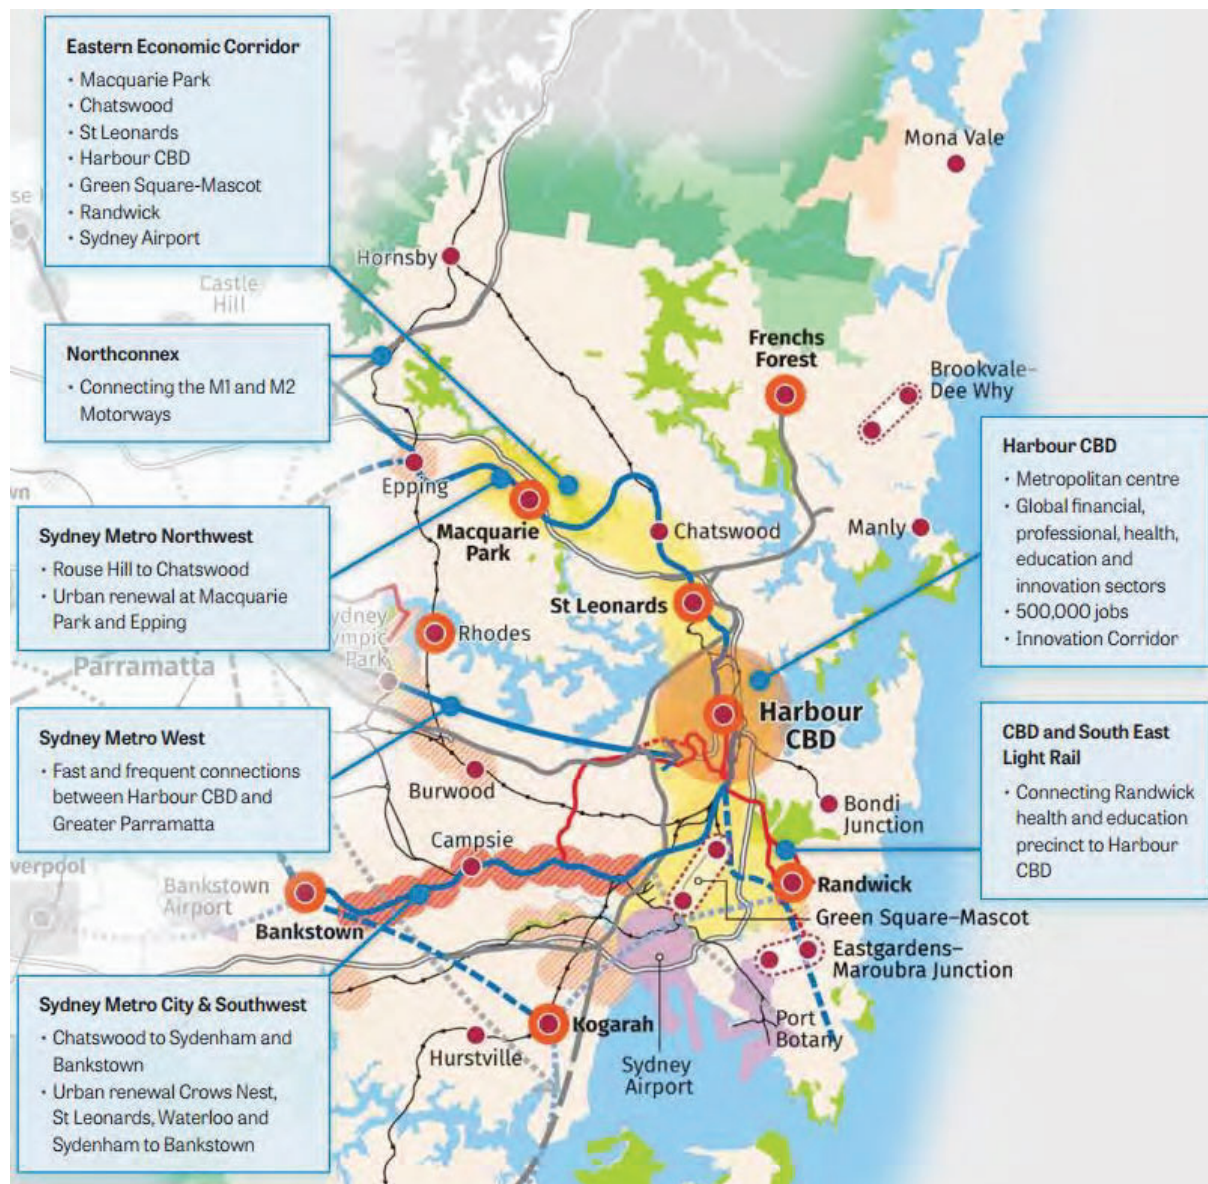 Eastern Economic Corridor
• Macquarie Park
• Chatswood
• St Leonards
• Harbour CBD
• Green Square-Mascot
• Randwick
• Sydney Airport
Mona Vale
Hornsby
Castle
Hill
Northconnex
• Connecting the M1 and M2
Motorways
Frenchs
Forest
Brookvale–
Dee Why
Harbour CBD
• Metropolitan centre
• Global financial,
professional, health,
education and
innovation sectors
• 500,000 jobs
• Innovation Corridor
Epping
Macquarie
Park
Chatswood
Manly
Sydney Metro Northwest
• Rouse Hill to Chatswood
• Urban renewal at Macquarie
Park and Epping
St Leonards
Rhodes
ydney
ympic
Park
Parramatta
Harbour
CBD
Sydney Metro West
• Fast and frequent connections
between Harbour CBD and
Greater Parramatta
CBD and South East
Light Rail
• Connecting Randwick
health and education
precinct to Harbour
CBD
Burwood
Bondi
Junction
Campsie
verpool
Bankstown
Airport
Bankstown
Randwick
Green Square–Mascot
Eastgardens–
Maroubra Junction
Sydney Metro City & Southwest
• Chatswood to Sydenham and
Bankstown
• Urban renewal Crows Nest,
St Leonards, Waterloo and
Sydenham to Bankstown
Kogarah
Hurstville
Port
Botany
Sydney
Airport